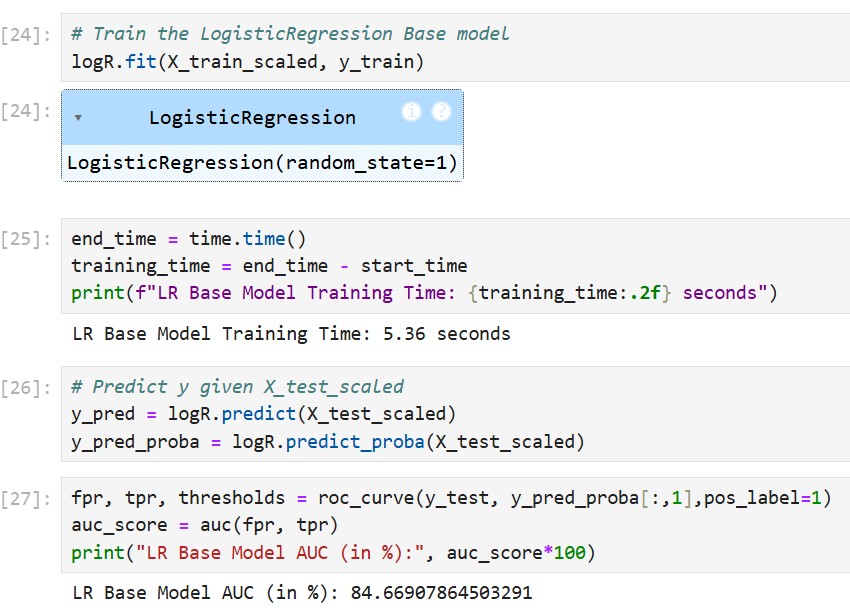 [24]: # Train the LogisticRegression Base model
logR.fit(X_train_scaled, y_train)
[24]: ▾ LogisticRegression i ?
LogisticRegression(random_state=1)
[25]: end_time = time.time()
training_time = end_time - start_time
print(f"LR Base Model Training Time: {training_time:.2f} seconds")
LR Base Model Training Time: 5.36 seconds
[26]: # Predict y given X_test_scaled
y_pred = logR.predict(X_test_scaled)
y_pred_proba = logR.predict_proba(X_test_scaled)
[27]: fpr, tpr, thresholds = roc_curve(y_test, y_pred_proba[:,1],pos_label=1)
auc_score = auc(fpr, tpr)
print("LR Base Model AUC (in %):", auc_score*100)
LR Base Model AUC (in %): 84.66907864503291